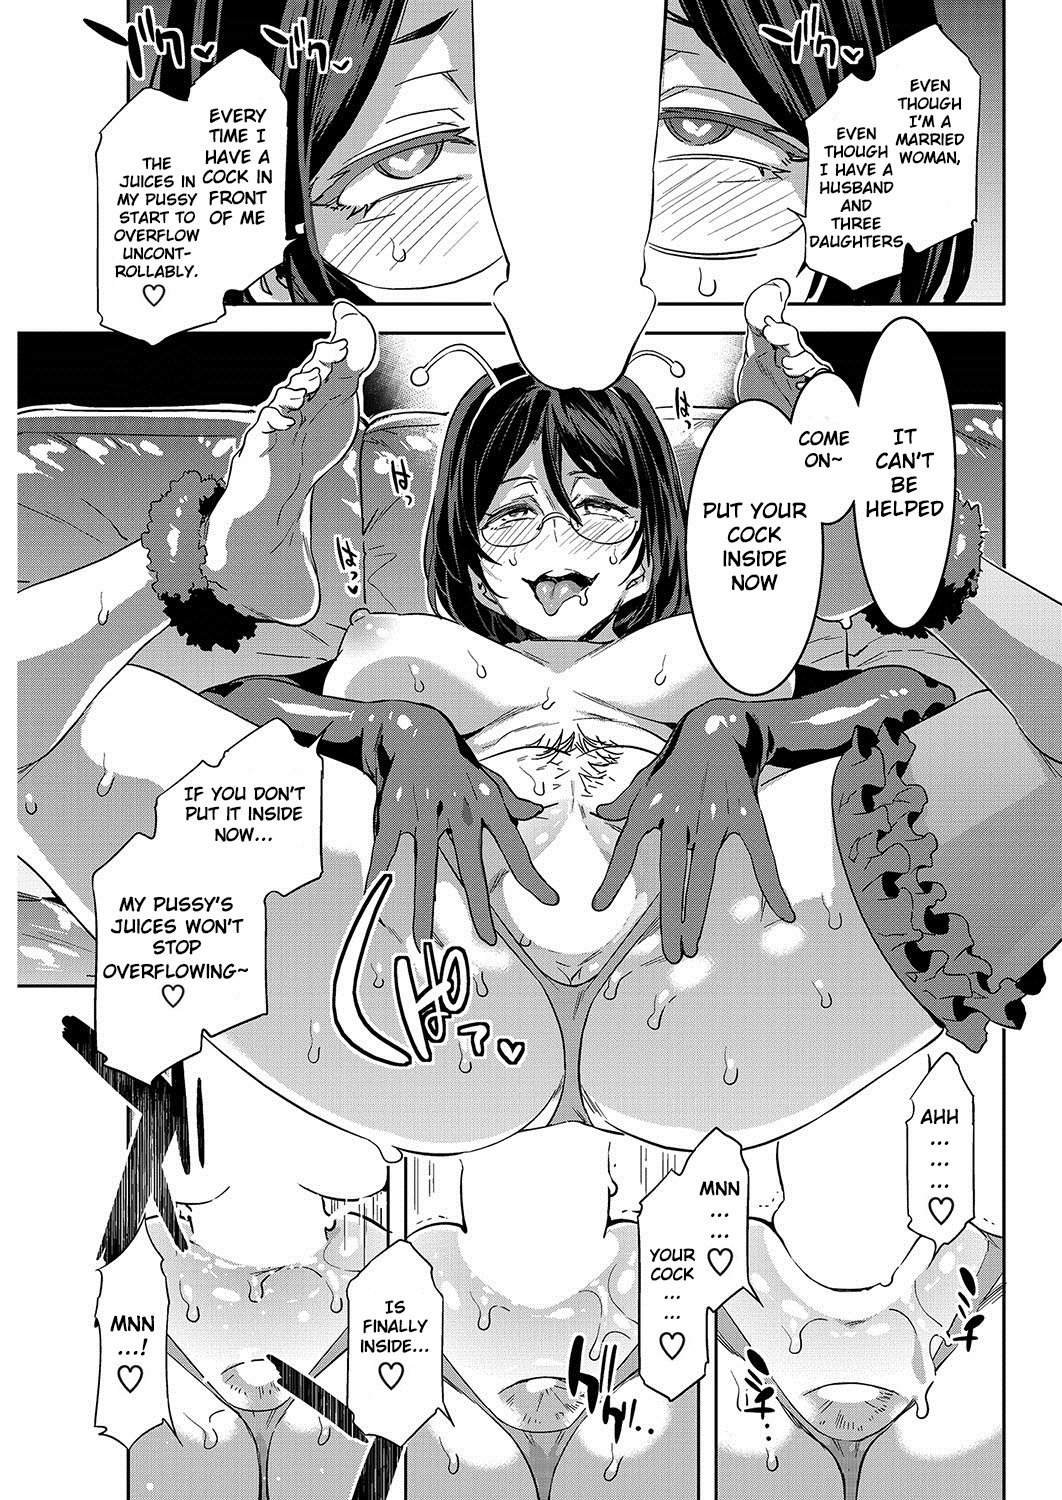 EVEN
THOUGH
I'M A
MARRIED
WOMAN,
EVEN
THOUGH
I HAVE A
HUSBAND
AND
THREE
DAUGHTERS
EVERY
TIME I
HAVE A
COCK IN
FRONT
OF ME
THE
JUICES IN
MY PUSSY
START TO
OVERFLOW
UNCONT-
ROLLABLY.
♡
IT
CAN'T
BE
HELPED
COME
ON~
PUT YOUR
COCK
INSIDE
NOW
IF YOU DON'T
PUT IT INSIDE
NOW...
MY PUSSY'S
JUICES WON'T
STOP
OVERFLOWING~
♡
AHH
...
...
...
♡
MNN
...
...
♡
YOUR
COCK
...
...
♡
IS
FINALLY
INSIDE...
♡
MNN
...!
♡